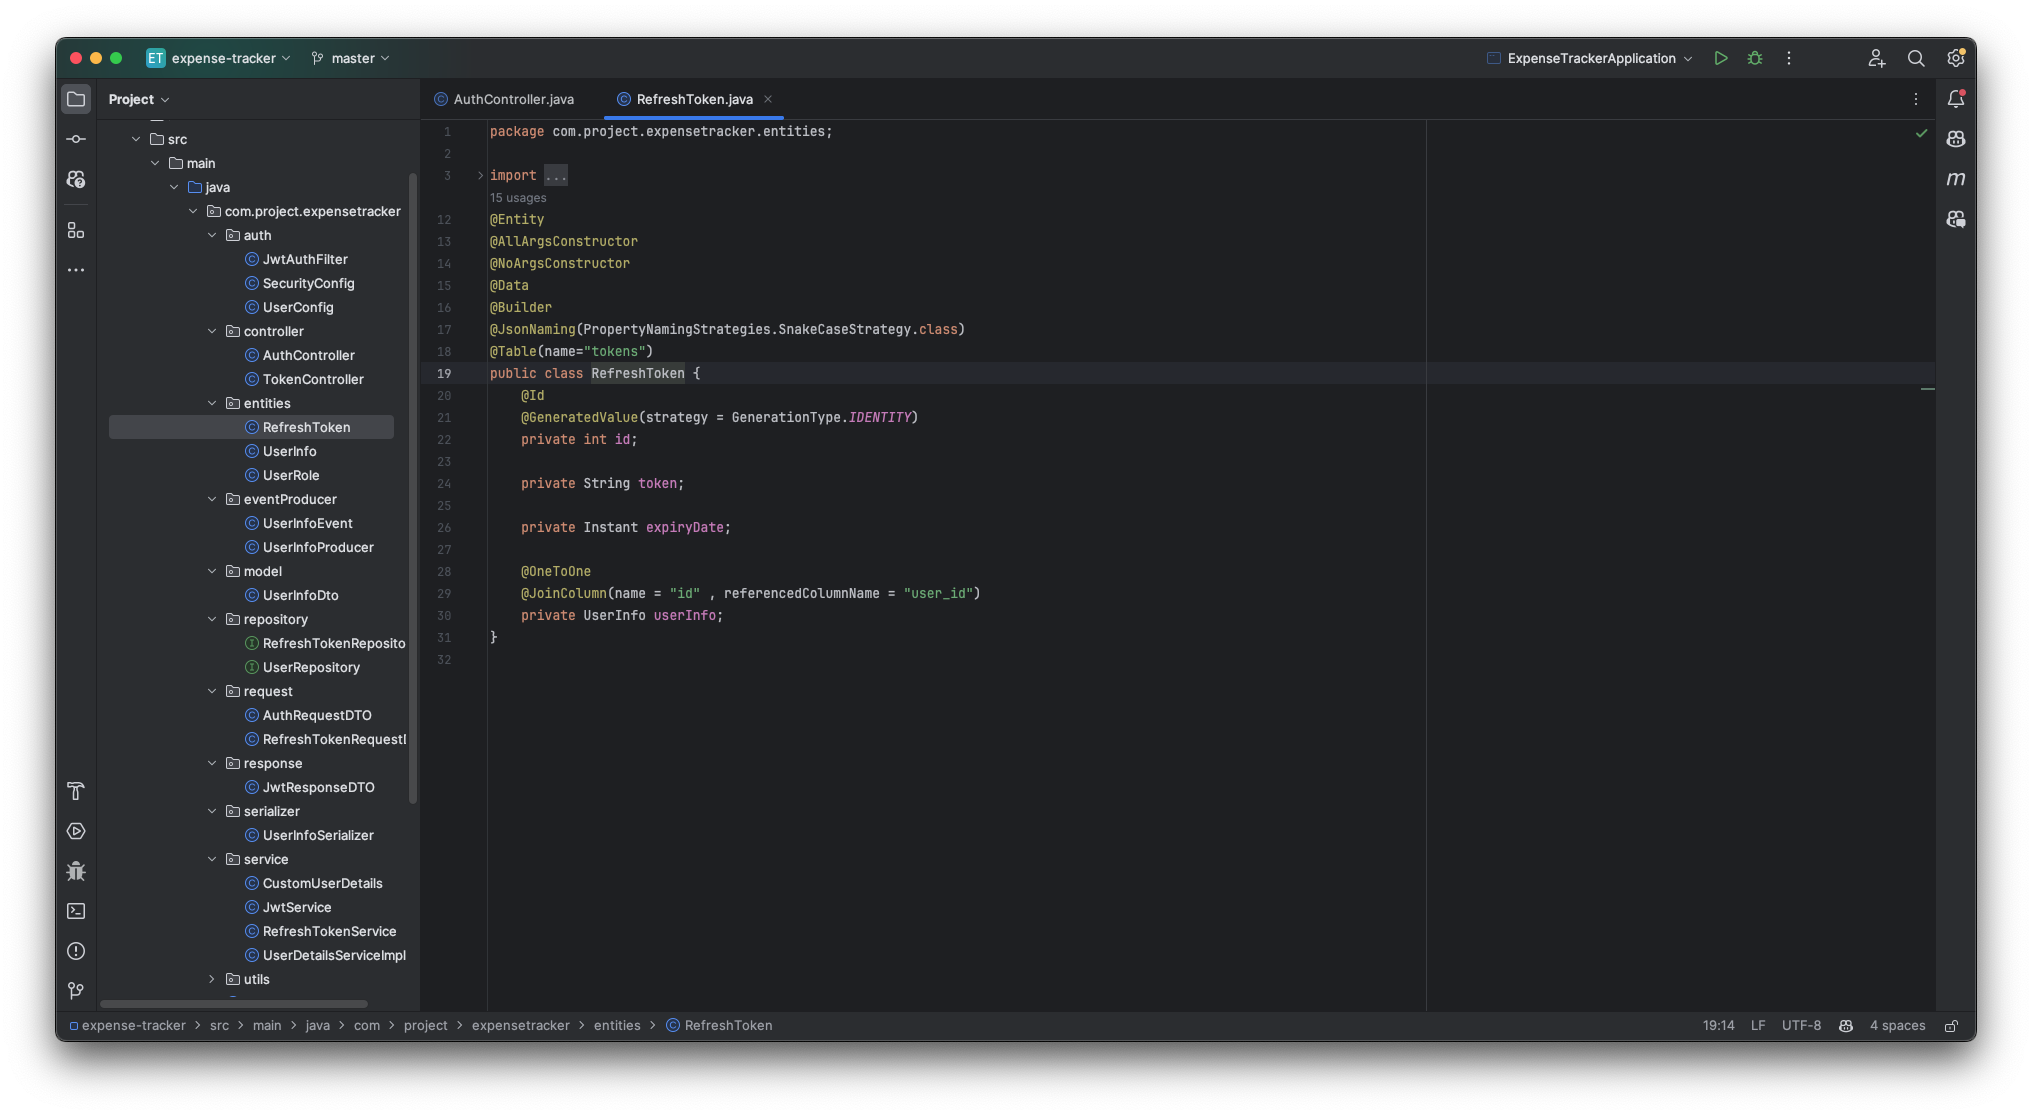 ET expense-tracker master ExpenseTrackerApplication
Project
src
main
java
com.project.expensetracker
auth
JwtAuthFilter
SecurityConfig
UserConfig
controller
AuthController
TokenController
entities
RefreshToken
UserInfo
UserRole
eventProducer
UserInfoEvent
UserInfoProducer
model
UserInfoDto
repository
RefreshTokenReposito
UserRepository
request
AuthRequestDTO
RefreshTokenRequest
response
JwtResponseDTO
serializer
UserInfoSerializer
service
CustomUserDetails
JwtService
RefreshTokenService
UserDetailsServiceImpl
utils
AuthController.java RefreshToken.java
1 package com.project.expensetracker.entities;
2
3 import ...
15 usages
12 @Entity
13 @AllArgsConstructor
14 @NoArgsConstructor
15 @Data
16 @Builder
17 @JsonNaming(PropertyNamingStrategies.SnakeCaseStrategy.class)
18 @Table(name="tokens")
19 public class RefreshToken {
20 @Id
21 @GeneratedValue(strategy = GenerationType.IDENTITY)
22 private int id;
23
24 private String token;
25
26 private Instant expiryDate;
27
28 @OneToOne
29 @JoinColumn(name = "id" , referencedColumnName = "user_id")
30 private UserInfo userInfo;
31 }
32
m
expense-tracker > src > main > java > com > project > expensetracker > entities > RefreshToken 19:14 LF UTF-8 4 spaces